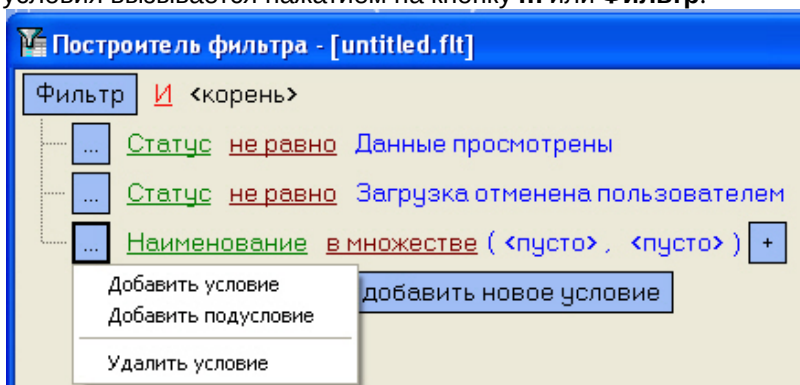 условия вызывается нажатием на кнопку ... или Фильтр.
Построитель фильтра - [untitled.flt]
Фильтр И <корень>
... Статус не равно Данные просмотрены
... Статус не равно Загрузка отменена пользователем
... Наименование в множестве ( <пусто> , <пусто> ) +
Добавить условие
добавить новое условие
Добавить подусловие
Удалить условие